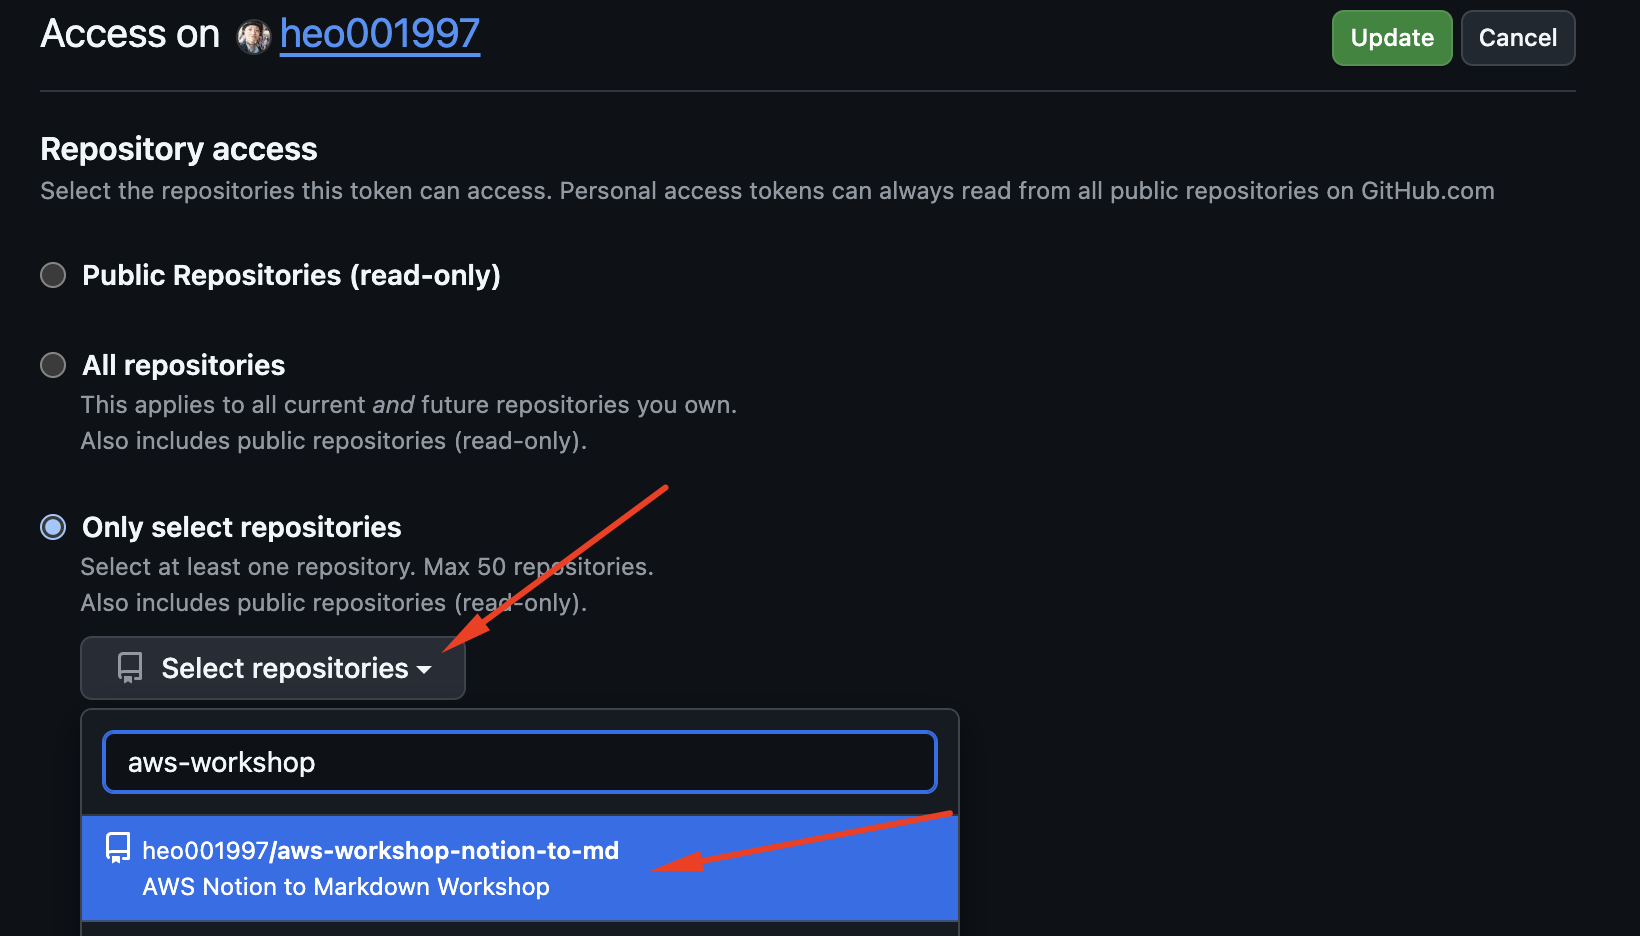 Access on heo001997
Update
Cancel
Repository access
Select the repositories this token can access. Personal access tokens can always read from all public repositories on GitHub.com
Public Repositories (read-only)
All repositories
This applies to all current and future repositories you own.
Also includes public repositories (read-only).
Only select repositories
Select at least one repository. Max 50 repositories.
Also includes public repositories (read-only).
Select repositories
aws-workshop
heo001997/aws-workshop-notion-to-md
AWS Notion to Markdown Workshop